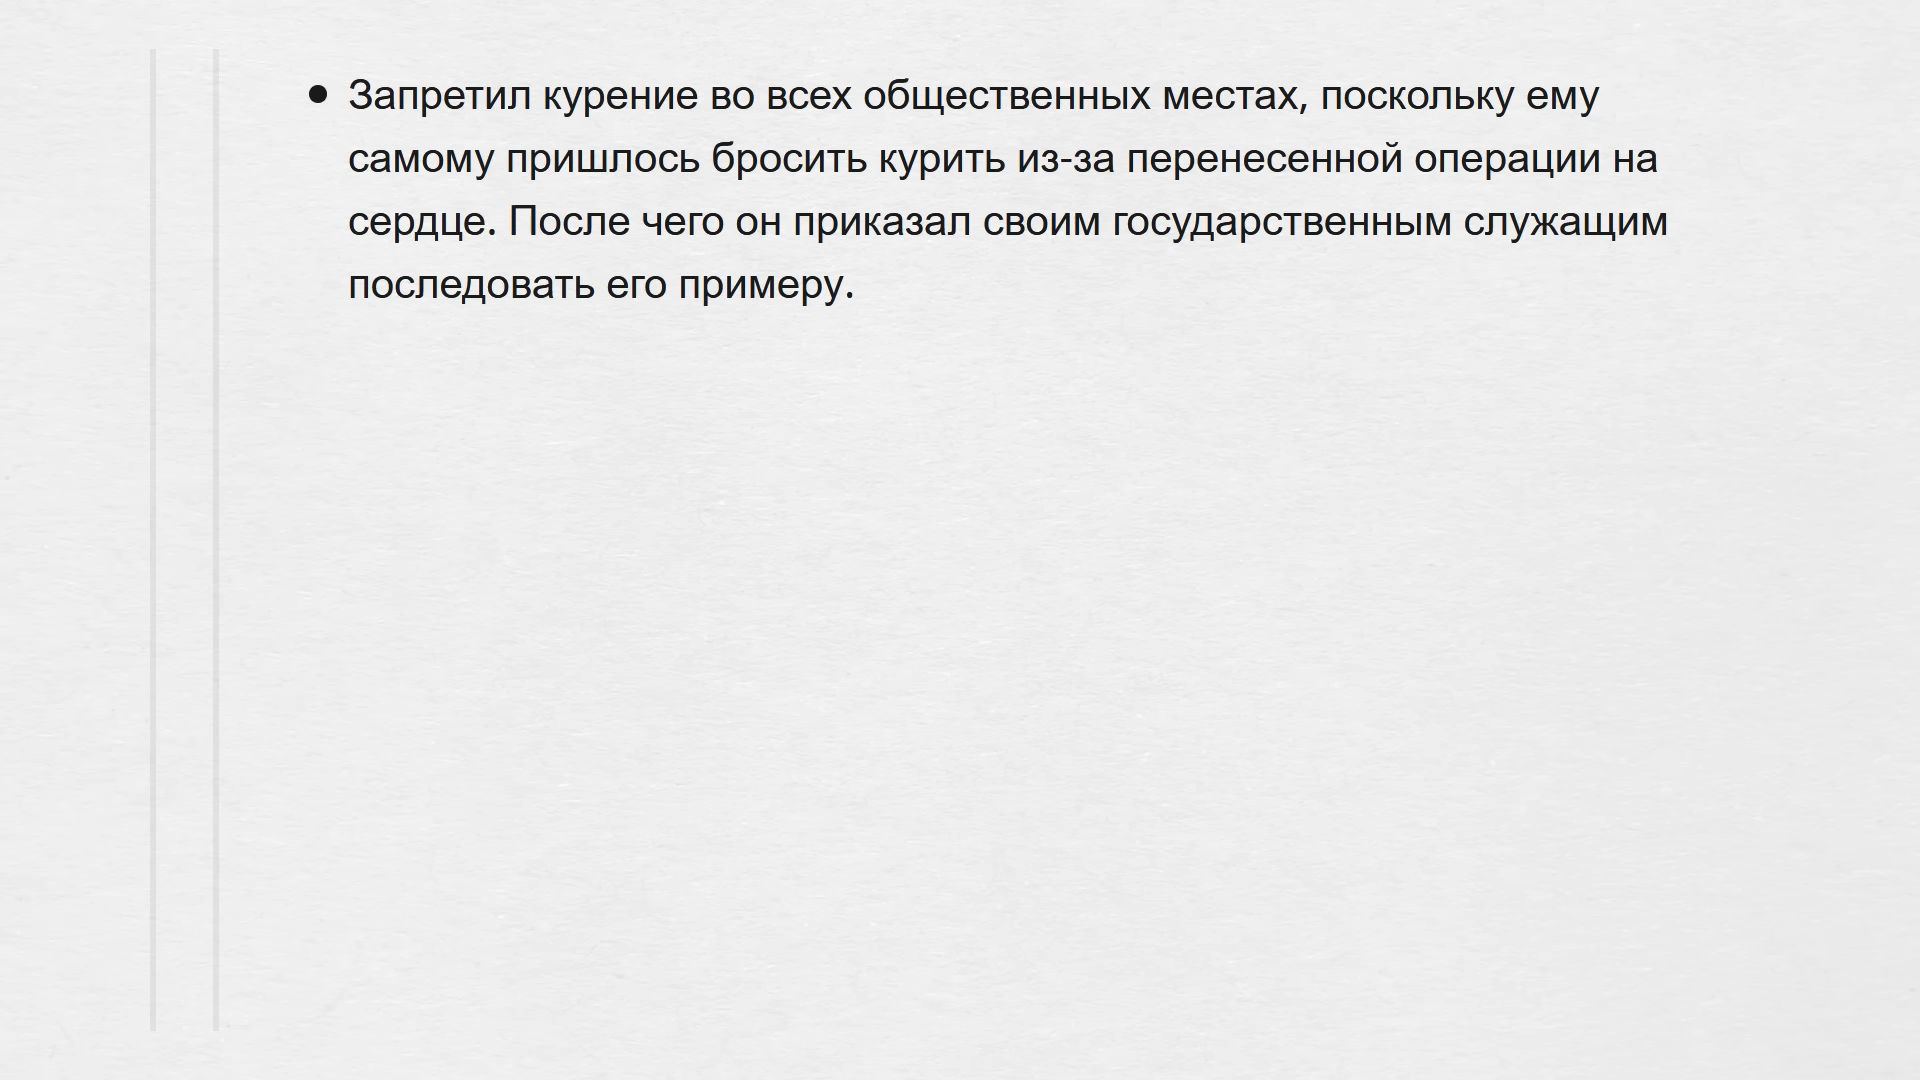 • Запретил курение во всех общественных местах, поскольку ему
самому пришлось бросить курить из-за перенесенной операции на
сердце. После чего он приказал своим государственным служащим
последовать его примеру.